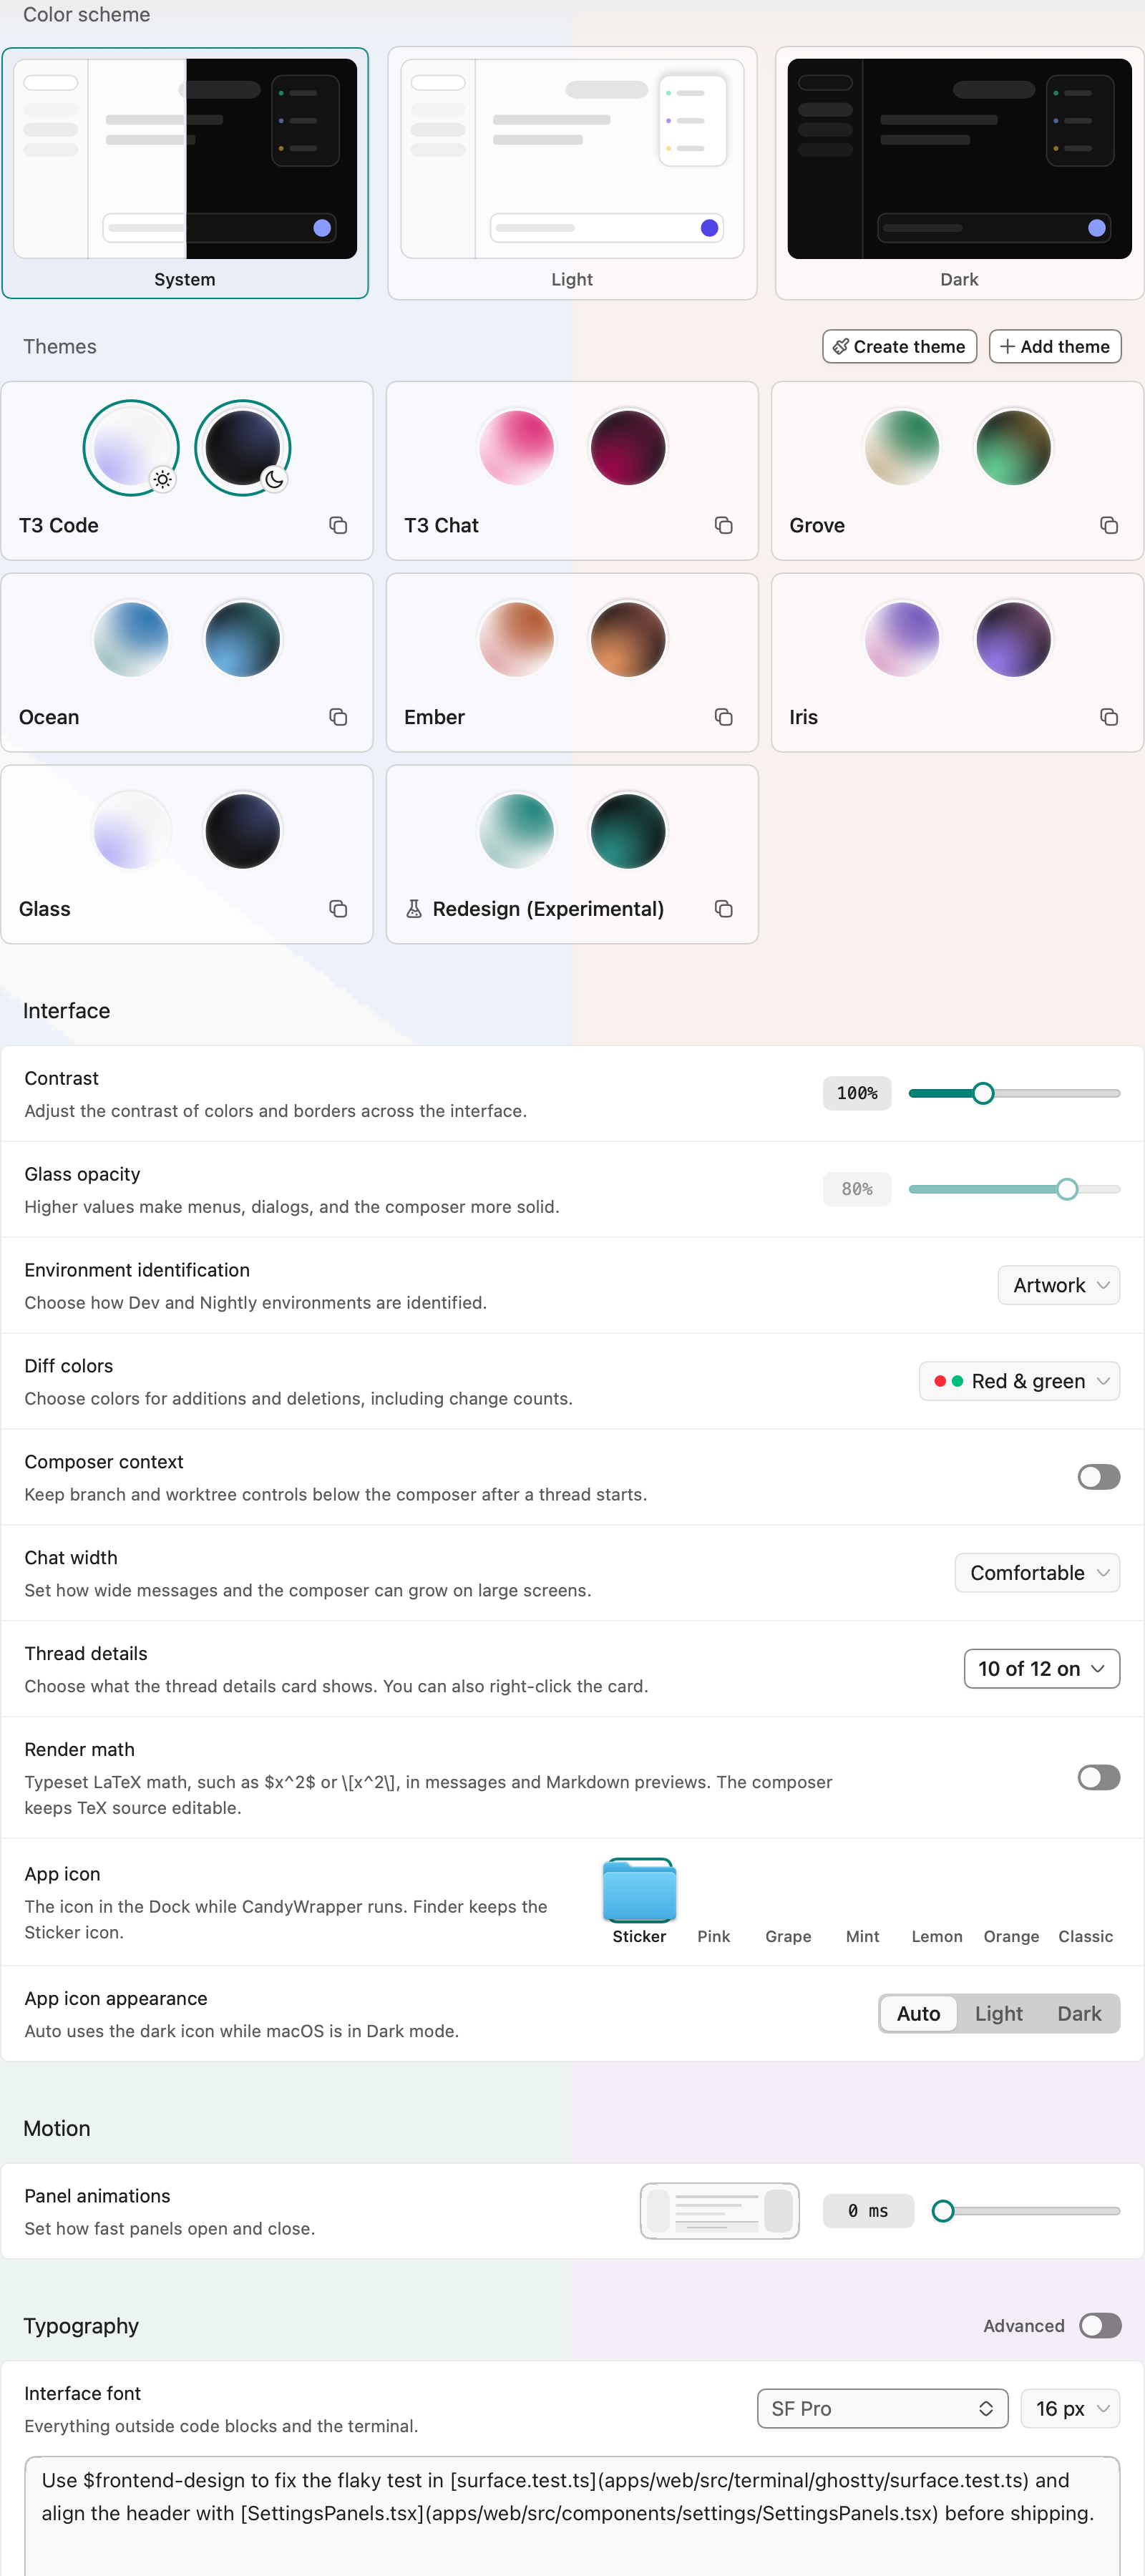 Color scheme
System
Light
Dark
Themes
Create theme
Add theme
T3 Code
T3 Chat
Grove
Ocean
Ember
Iris
Glass
Redesign (Experimental)
Interface
Contrast
Adjust the contrast of colors and borders across the interface.
100%
Glass opacity
Higher values make menus, dialogs, and the composer more solid.
80%
Environment identification
Choose how Dev and Nightly environments are identified.
Artwork
Diff colors
Choose colors for additions and deletions, including change counts.
Red & green
Composer context
Keep branch and worktree controls below the composer after a thread starts.
Chat width
Set how wide messages and the composer can grow on large screens.
Comfortable
Thread details
Choose what the thread details card shows. You can also right-click the card.
10 of 12 on
Render math
Typeset LaTeX math, such as $x^2$ or \[x^2\], in messages and Markdown previews. The composer
keeps TeX source editable.
App icon
The icon in the Dock while CandyWrapper runs. Finder keeps the
Sticker icon.
Sticker
Pink
Grape
Mint
Lemon
Orange
Classic
App icon appearance
Auto uses the dark icon while macOS is in Dark mode.
Auto
Light
Dark
Motion
Panel animations
Set how fast panels open and close.
0 ms
Typography
Advanced
Interface font
Everything outside code blocks and the terminal.
SF Pro
16 px
Use $frontend-design to fix the flaky test in [surface.test.ts](apps/web/src/terminal/ghostty/surface.test.ts) and
align the header with [SettingsPanels.tsx](apps/web/src/components/settings/SettingsPanels.tsx) before shipping.